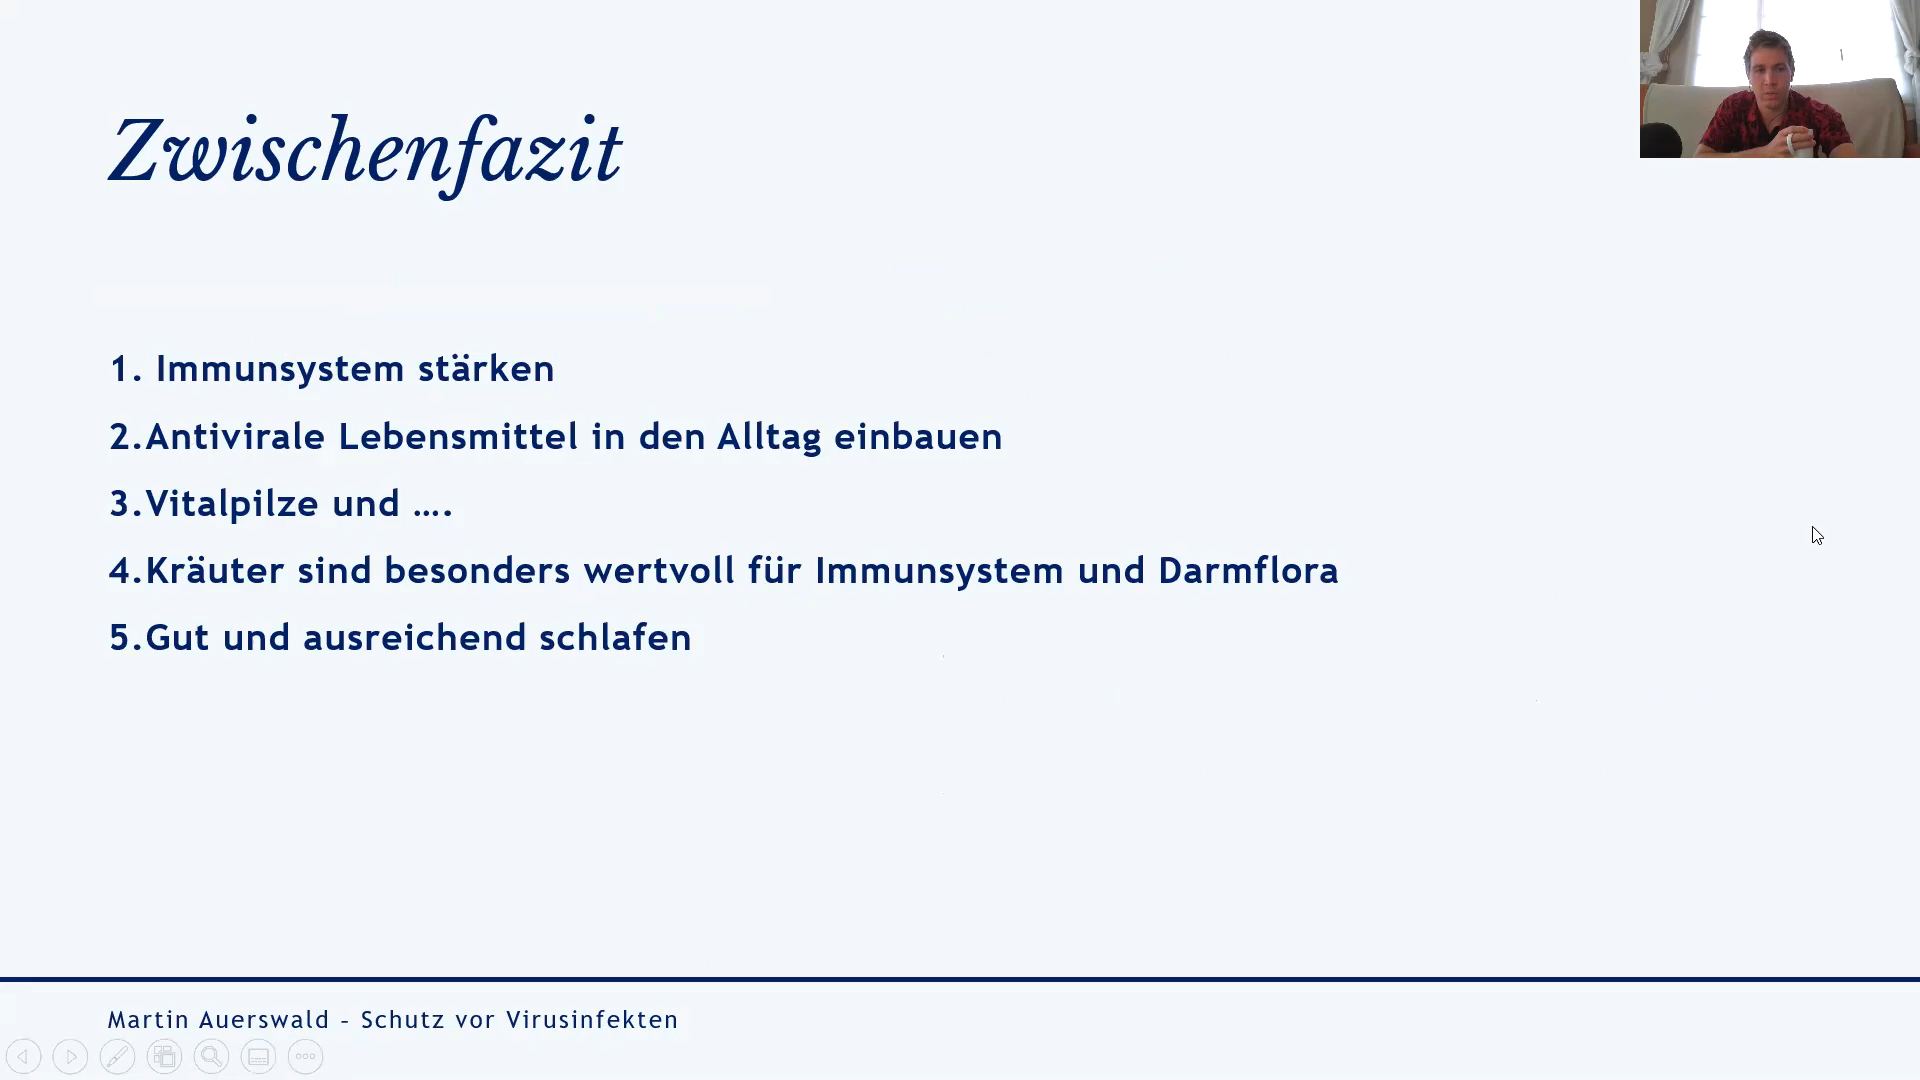 Zwischenfazit
1. Immunsystem stärken
2.Antivirale Lebensmittel in den Alltag einbauen
3.Vitalpilze und ....
4.Kräuter sind besonders wertvoll für Immunsystem und Darmflora
5.Gut und ausreichend schlafen
Martin Auerswald – Schutz vor Virusinfekten